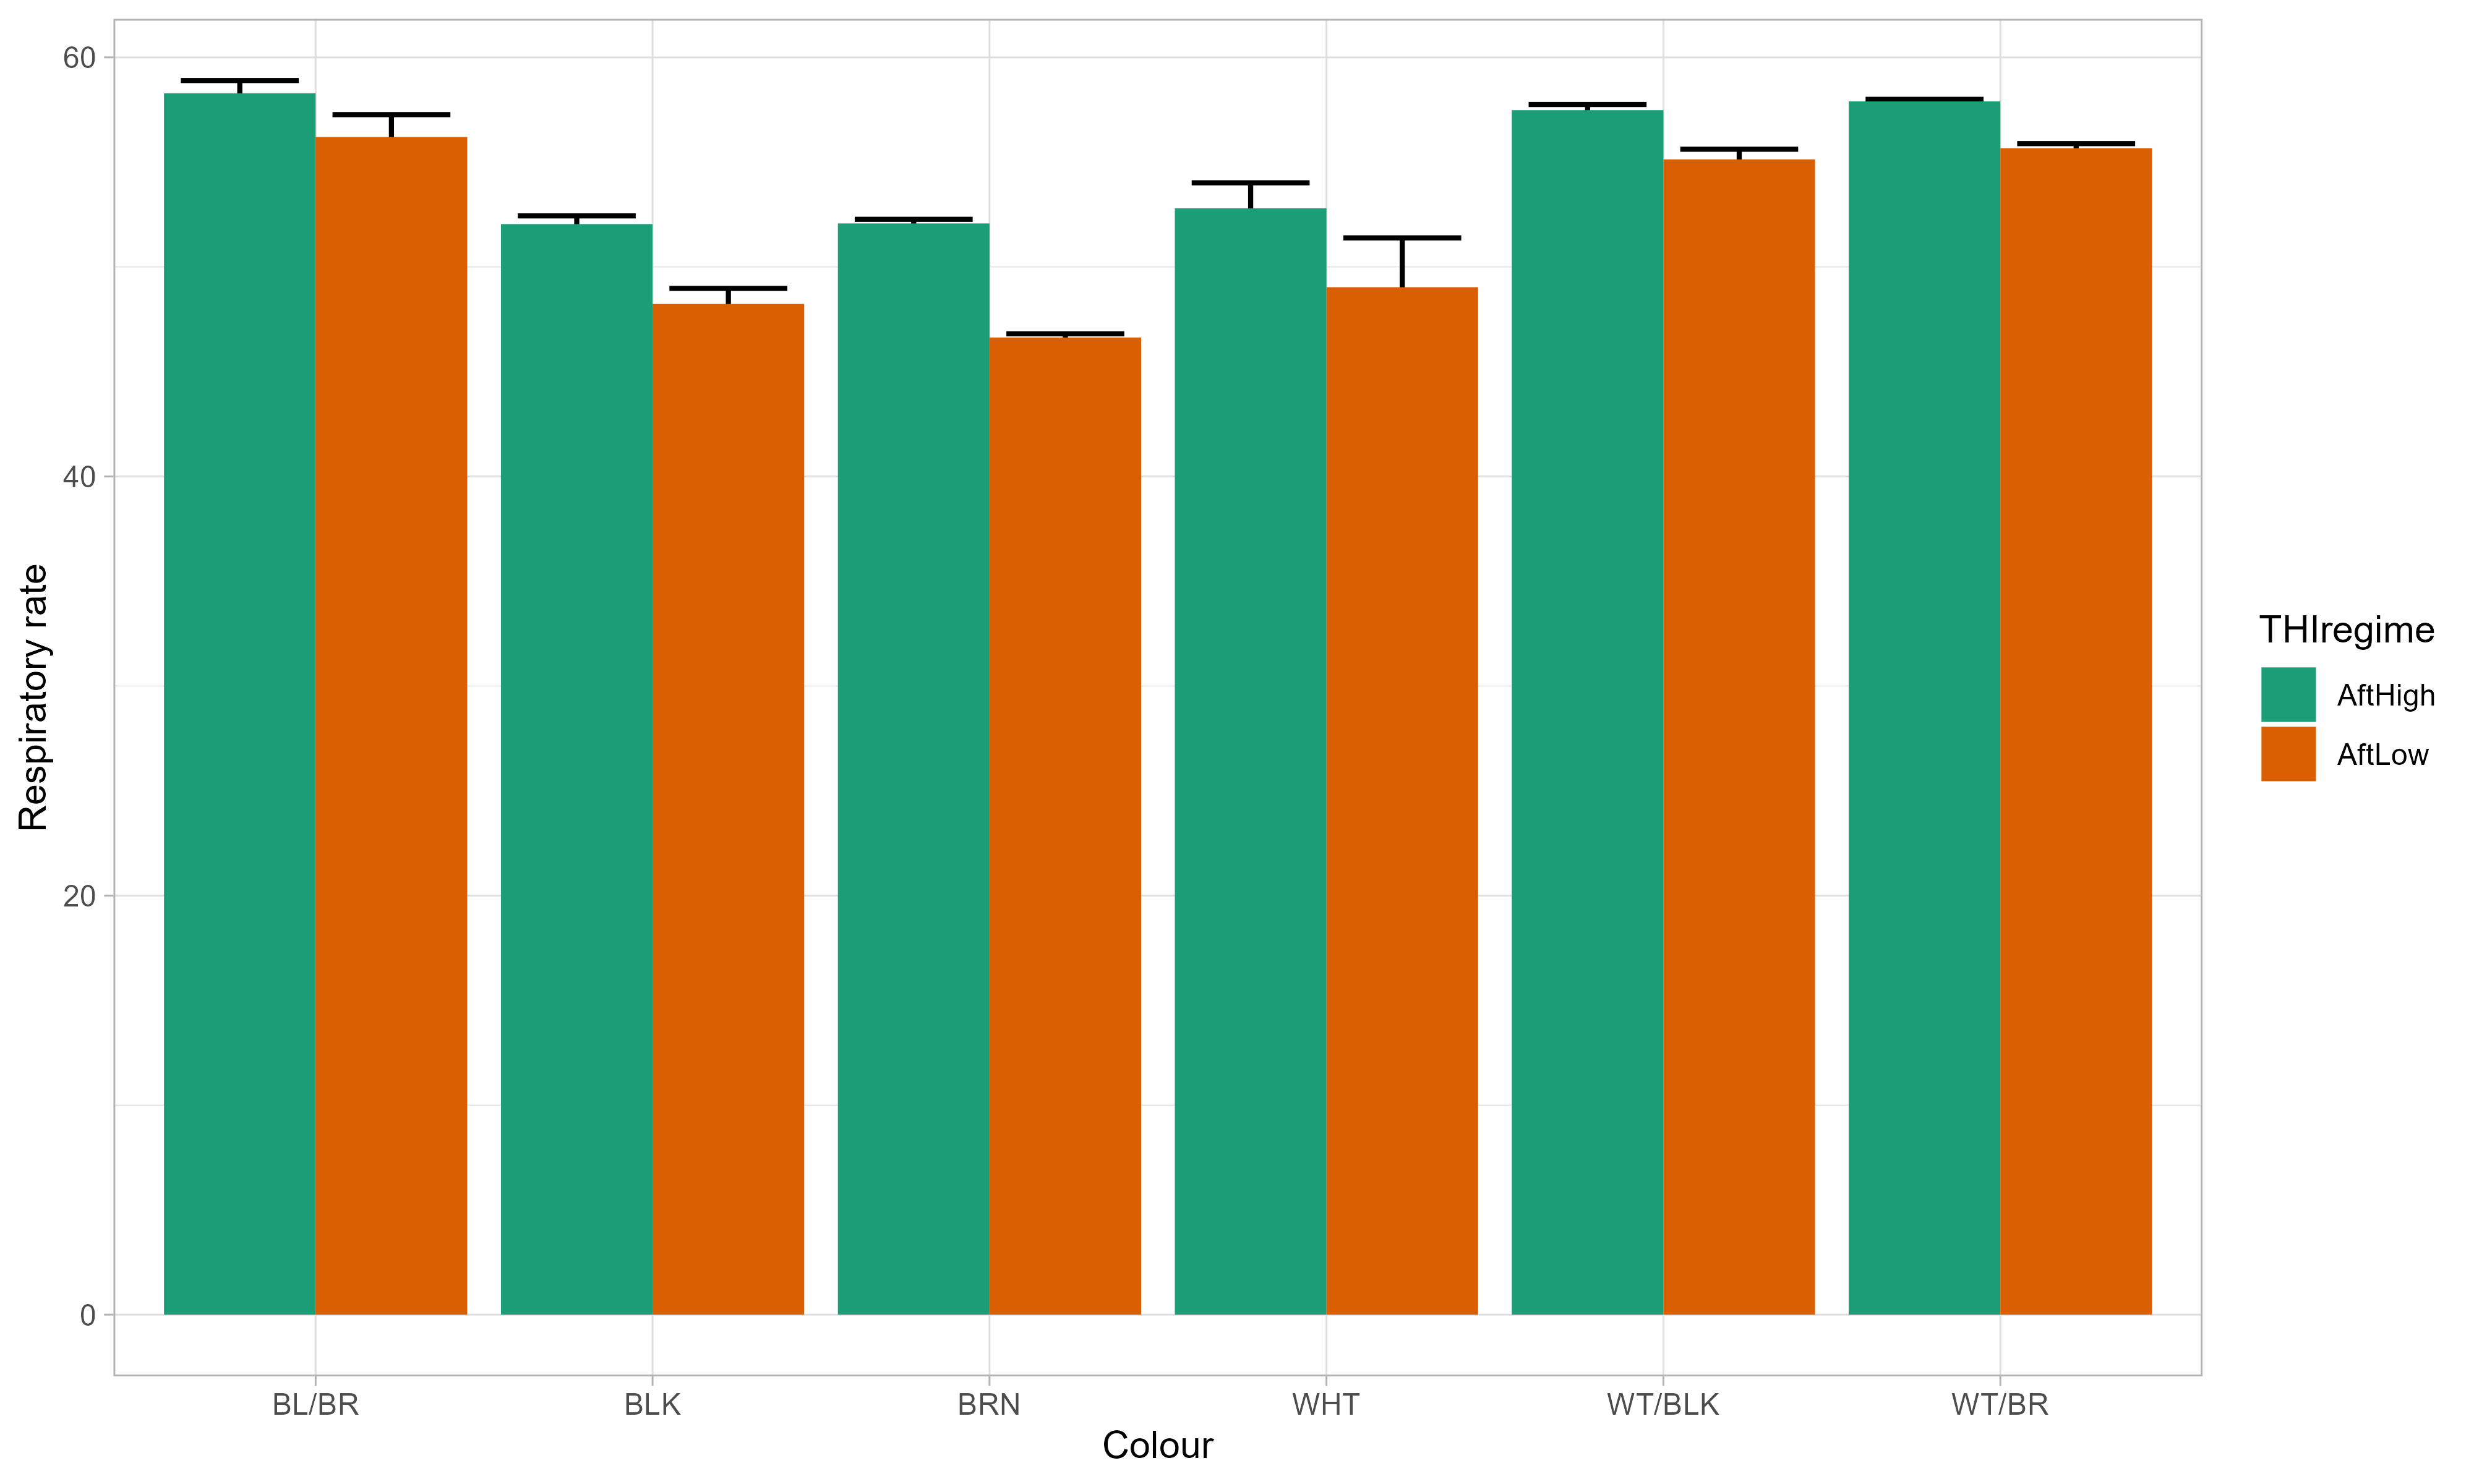 60
40
20
0
Respiratory rate
BL/BR BLK BRN WHT WT/BLK WT/BR
Colour
THIregime
AftHigh
AftLow